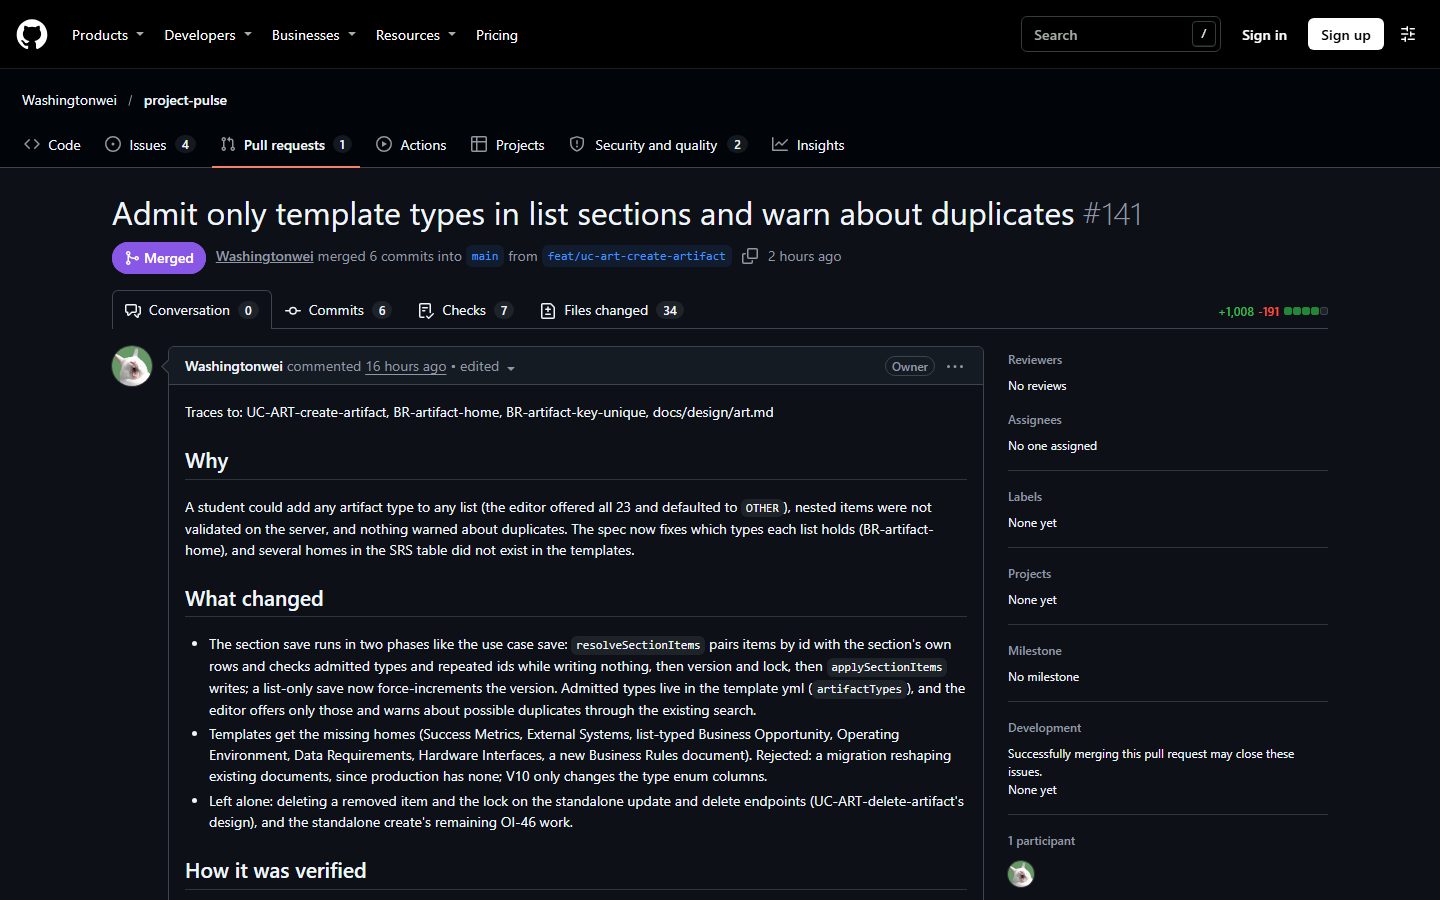 Products Developers Businesses Resources Pricing Search / Sign in Sign up
Washingtonwei / project-pulse
Code Issues 4 Pull requests 1 Actions Projects Security and quality 2 Insights
Admit only template types in list sections and warn about duplicates #141
Merged Washingtonwei merged 6 commits into main from feat/uc-art-create-artifact 2 hours ago
Conversation 0 Commits 6 Checks 7 Files changed 34 +1,008 -191
Washingtonwei commented 16 hours ago • edited Owner
Traces to: UC-ART-create-artifact, BR-artifact-home, BR-artifact-key-unique, docs/design/art.md
Why
A student could add any artifact type to any list (the editor offered all 23 and defaulted to OTHER), nested items were not
validated on the server, and nothing warned about duplicates. The spec now fixes which types each list holds (BR-artifact-
home), and several homes in the SRS table did not exist in the templates.
What changed
• The section save runs in two phases like the use case save: resolveSectionItems pairs items by id with the section's own
rows and checks admitted types and repeated ids while writing nothing, then version and lock, then applySectionItems
writes; a list-only save now force-increments the version. Admitted types live in the template yml (artifactTypes), and the
editor offers only those and warns about possible duplicates through the existing search.
• Templates get the missing homes (Success Metrics, External Systems, list-typed Business Opportunity, Operating
Environment, Data Requirements, Hardware Interfaces, a new Business Rules document). Rejected: a migration reshaping
existing documents, since production has none; V10 only changes the type enum columns.
• Left alone: deleting a removed item and the lock on the standalone update and delete endpoints (UC-ART-delete-artifact's
design), and the standalone create's remaining OI-46 work.
How it was verified
Reviewers
No reviews
Assignees
No one assigned
Labels
None yet
Projects
None yet
Milestone
No milestone
Development
Successfully merging this pull request may close these
issues.
None yet
1 participant